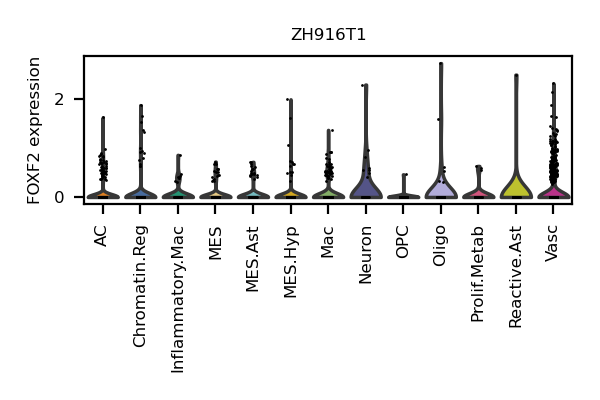 ZH916T1
FOXF2 expression
2
0
AC
Chromatin.Reg
Inflammatory.Mac
MES
MES.Ast
MES.Hyp
Mac
Neuron
OPC
Oligo
Prolif.Metab
Reactive.Ast
Vasc